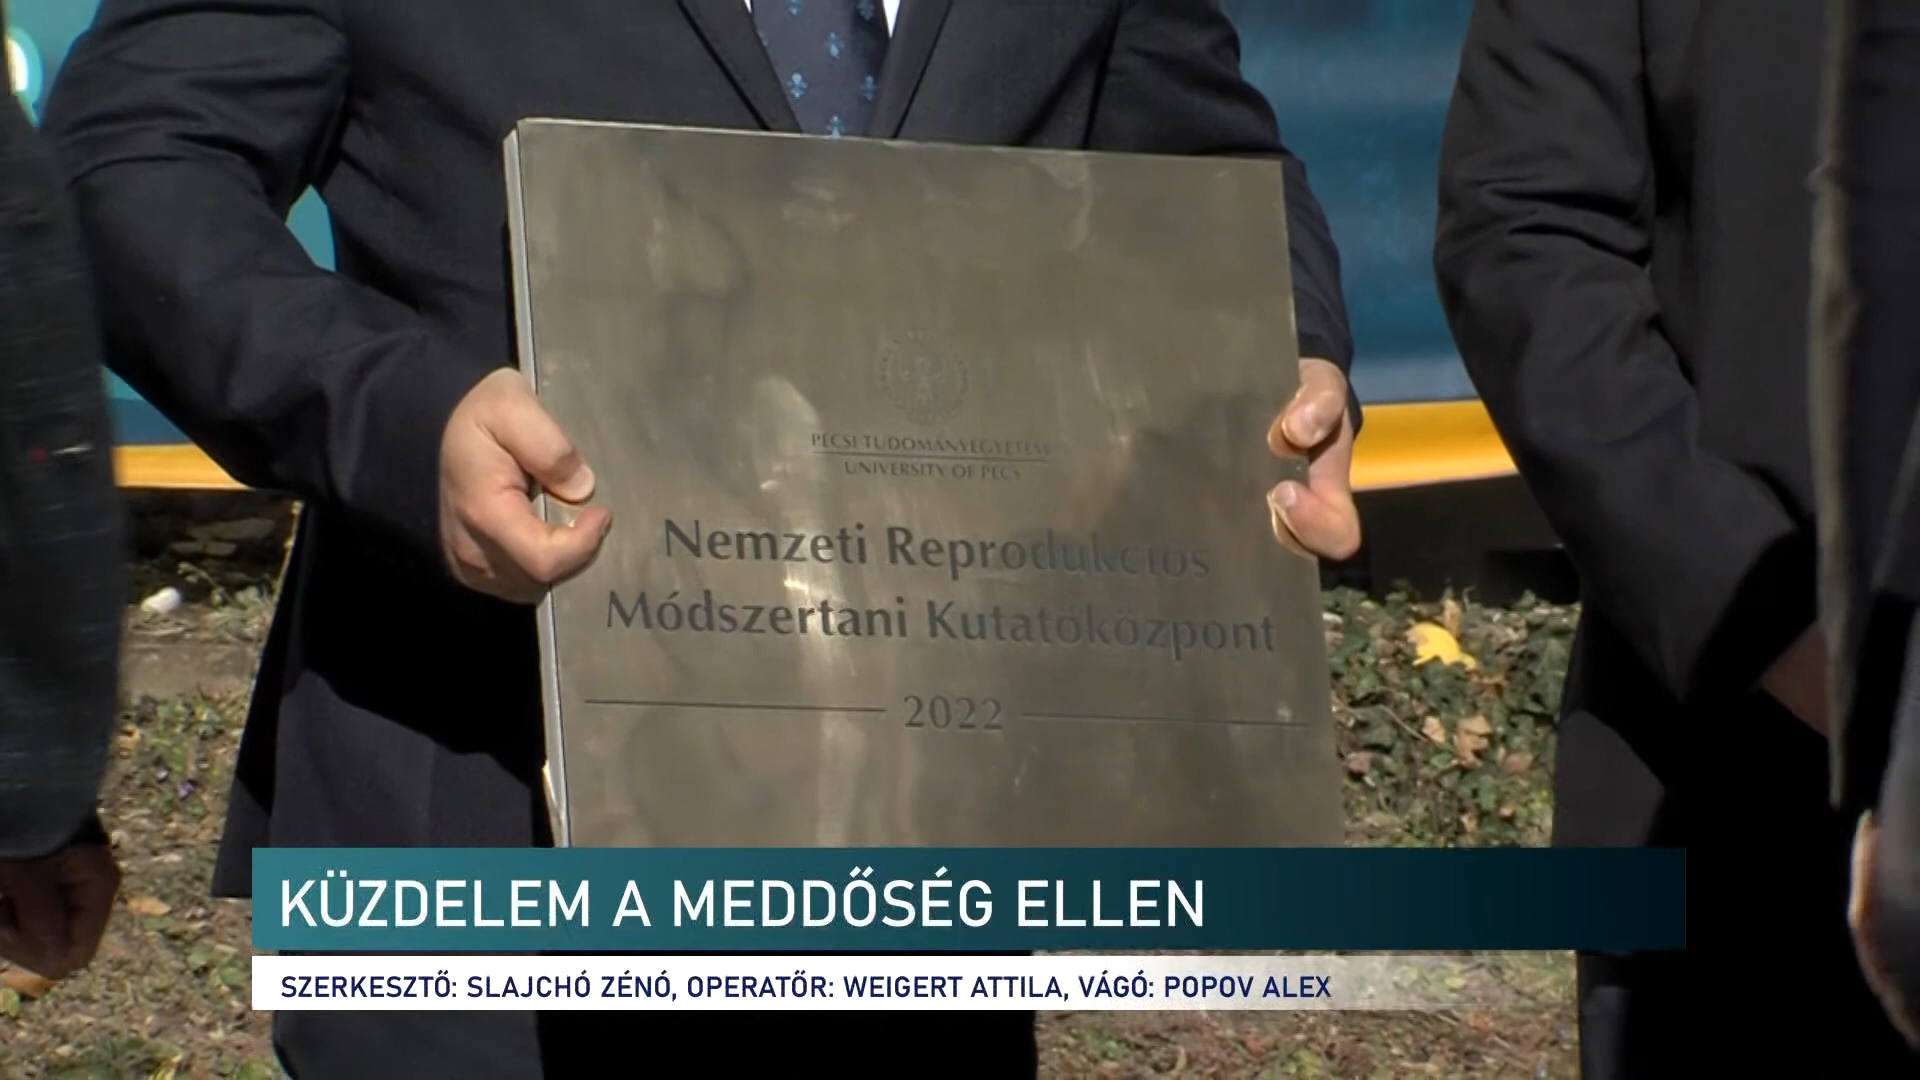 PÉCSI TUDOMÁNYEGYETEM
UNIVERSITY OF PÉCS
Nemzeti Reprodukciós
Módszertani Kutatóközpont
2022
KÜZDELEM A MEDDŐSÉG ELLEN
SZERKESZTŐ: SLAJCHÓ ZÉNÓ, OPERATŐR: WEIGERT ATTILA, VÁGÓ: POPOV ALEX